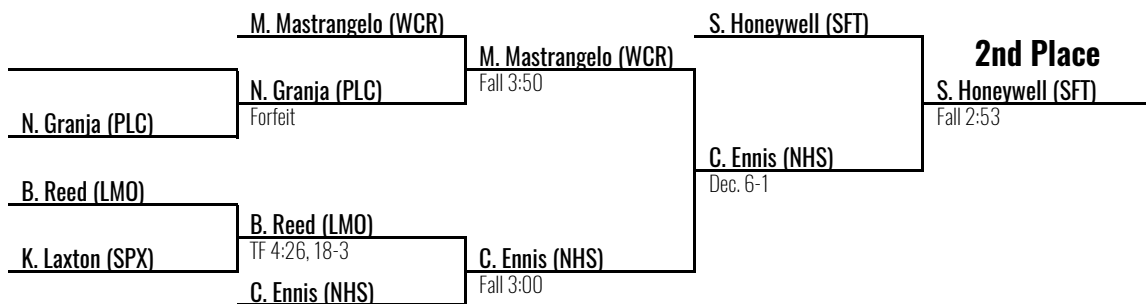 M. Mastrangelo (WCR)
S. Honeywell (SFT)
2nd Place
M. Mastrangelo (WCR)
Fall 3:50
N. Granja (PLC)
Forfeit
S. Honeywell (SFT)
Fall 2:53
N. Granja (PLC)
C. Ennis (NHS)
Dec. 6-1
B. Reed (LMO)
B. Reed (LMO)
TF 4:26, 18-3
K. Laxton (SPX)
C. Ennis (NHS)
Fall 3:00
C. Ennis (NHS)